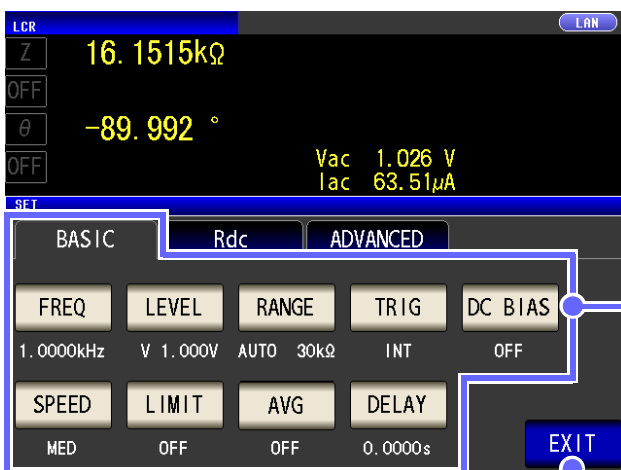 LCR LAN
Z 16.1515kΩ
OFF
θ -89.992 °
OFF
Vac 1.026 V
Iac 63.51μA
SET
BASIC Rdc ADVANCED
FREQ LEVEL RANGE TRIG DC BIAS
1.0000kHz V 1.000V AUTO 30kΩ INT OFF
SPEED LIMIT AVG DELAY
MED OFF OFF 0.0000s
EXIT